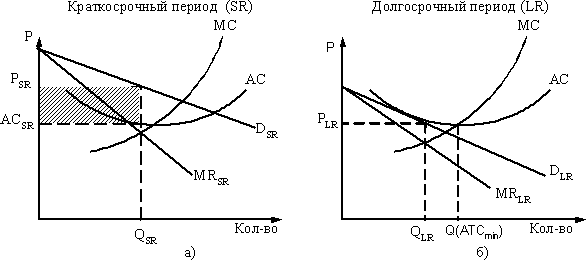 Краткосрочный период (SR)
P
MC
AC
P_SR
AC_SR
D_SR
MR_SR
Q_SR
Кол-во
а)
Долгосрочный период (LR)
P
MC
AC
P_LR
D_LR
MR_LR
Q_LR
Q(ATC_min)
Кол-во
б)